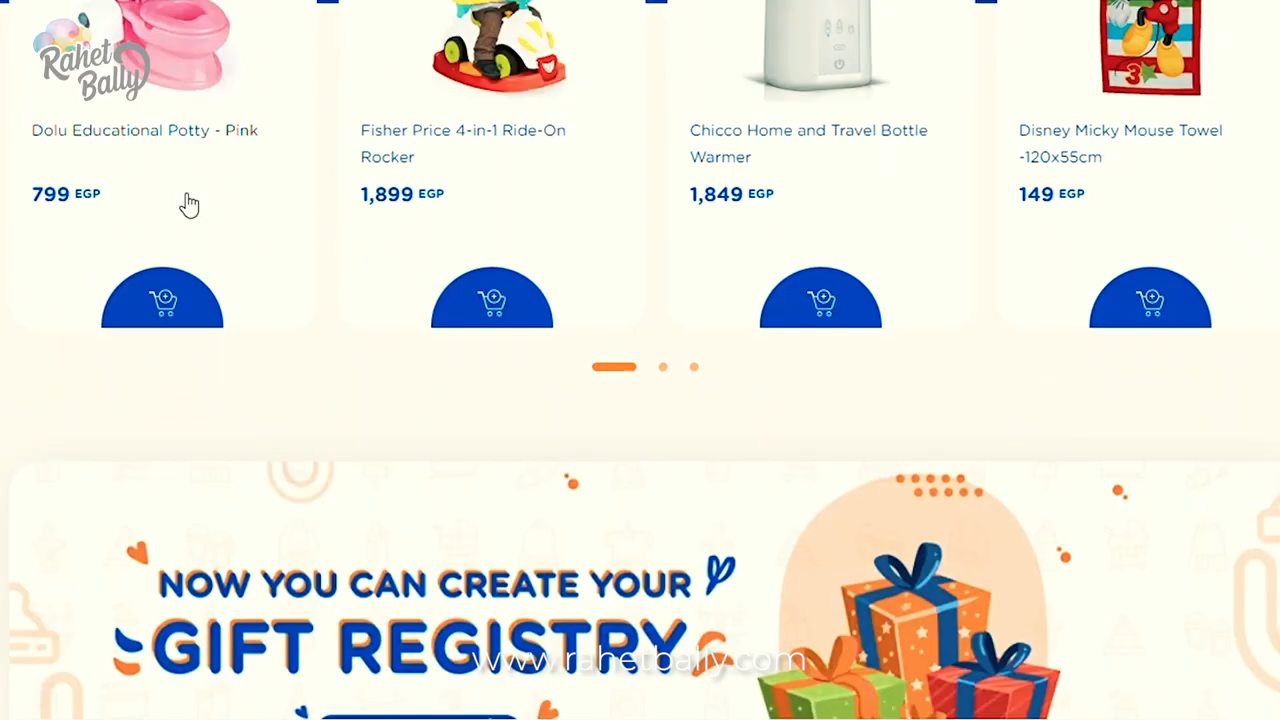 Rahet
Bally
Dolu Educational Potty - Pink
799 EGP
Fisher Price 4-in-1 Ride-On
Rocker
1,899 EGP
Chicco Home and Travel Bottle
Warmer
1,849 EGP
3
Disney Micky Mouse Towel
-120x55cm
149 EGP
NOW YOU CAN CREATE YOUR
GIFT REGISTRY
www.rahetbally.com